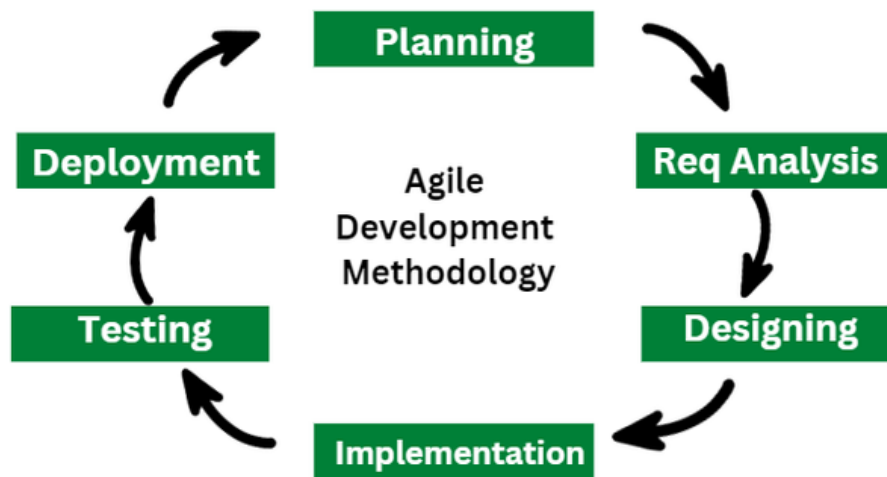 Planning
Deployment
Req Analysis
Agile
Development
Methodology
Testing
Designing
Implementation